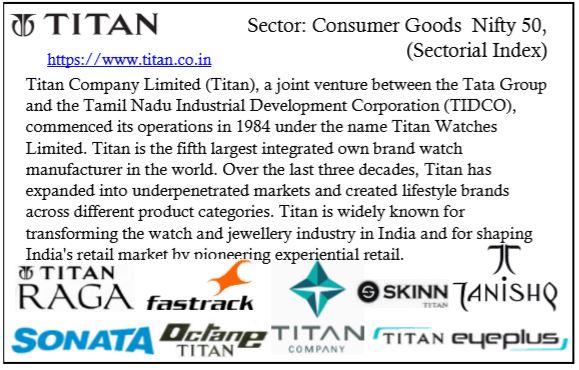 TITAN
Sector: Consumer Goods Nifty 50,
(Sectorial Index)
https://www.titan.co.in
Titan Company Limited (Titan), a joint venture between the Tata Group
and the Tamil Nadu Industrial Development Corporation (TIDCO),
commenced its operations in 1984 under the name Titan Watches
Limited. Titan is the fifth largest integrated own brand watch
manufacturer in the world. Over the last three decades, Titan has
expanded into underpenetrated markets and created lifestyle brands
across different product categories. Titan is widely known for
transforming the watch and jewellery industry in India and for shaping
India's retail market by pioneering experiential retail.
TITAN
RAGA
fastrack
SKINN
TITAN
TANISHQ
SONATA
Octane
TITAN
TITAN
COMPANY
TITAN eyeplus